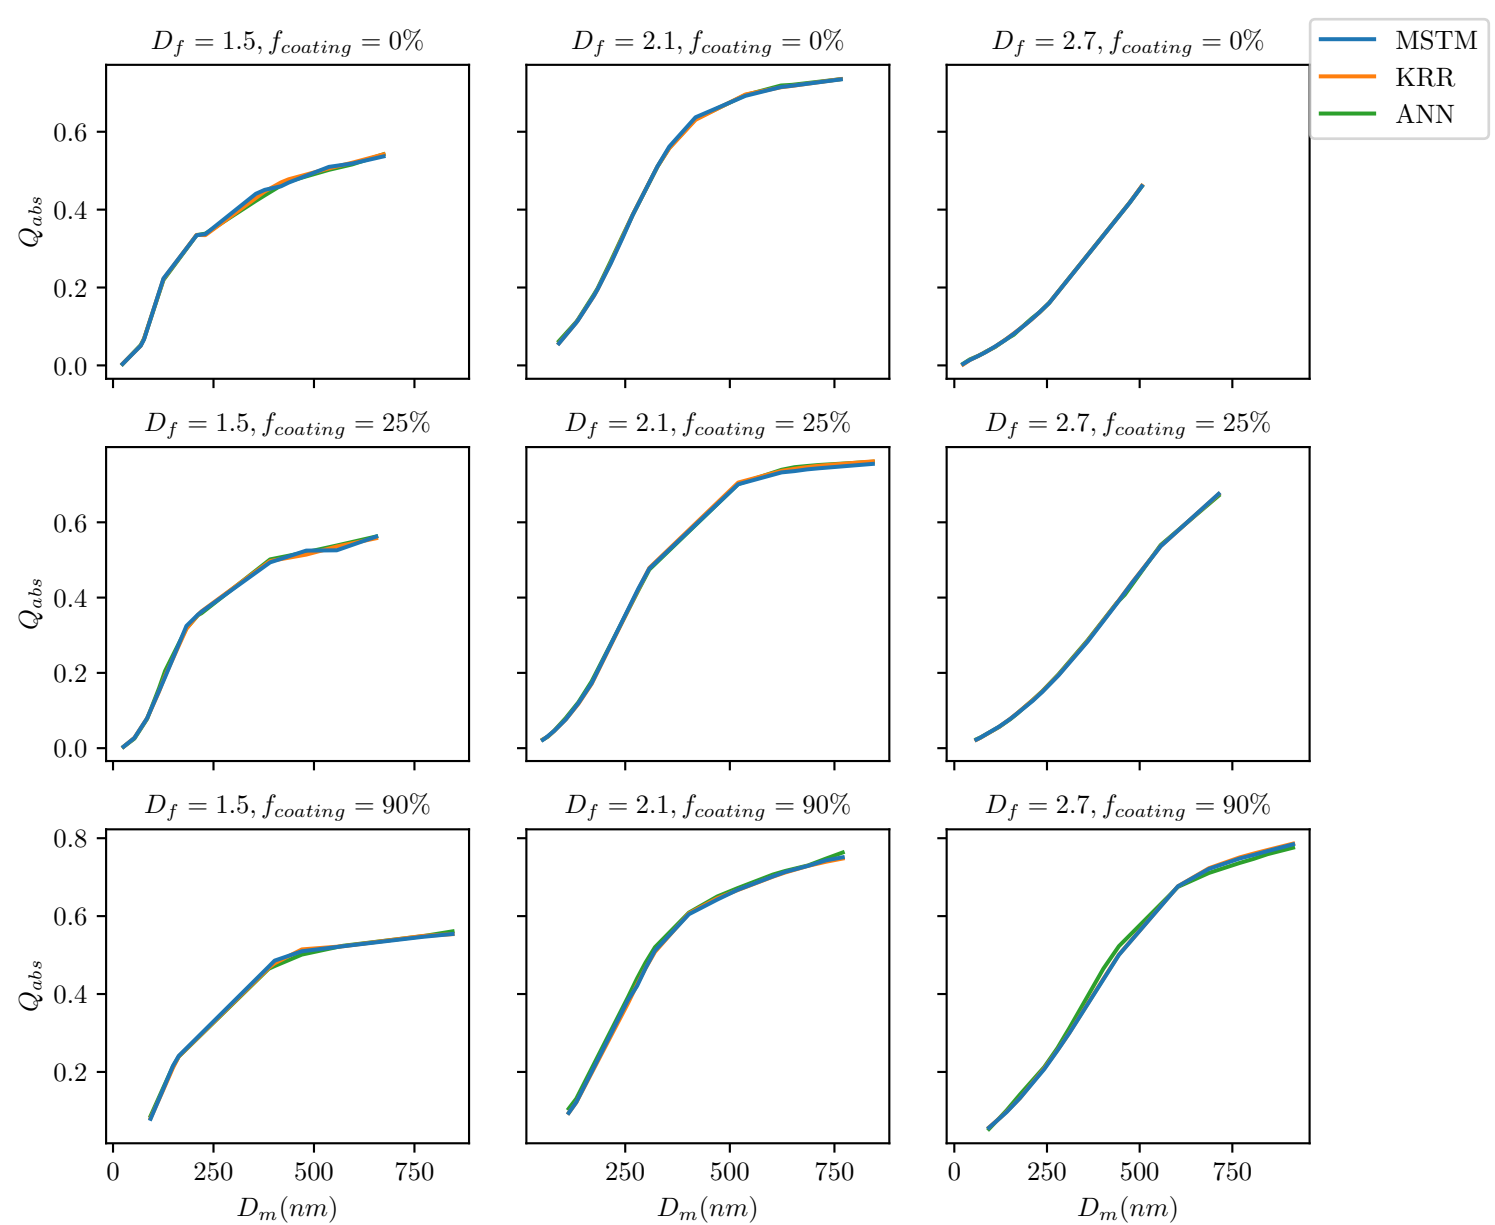 D_f = 1.5, f_coating = 0%
D_f = 2.1, f_coating = 0%
D_f = 2.7, f_coating = 0%
MSTM
KRR
ANN
0.6
0.4
0.2
0.0
Q_abs
D_f = 1.5, f_coating = 25%
D_f = 2.1, f_coating = 25%
D_f = 2.7, f_coating = 25%
0.6
0.4
0.2
0.0
Q_abs
D_f = 1.5, f_coating = 90%
D_f = 2.1, f_coating = 90%
D_f = 2.7, f_coating = 90%
0.8
0.6
0.4
0.2
Q_abs
0 250 500 750
250 500 750
0 250 500 750
D_m(nm)
D_m(nm)
D_m(nm)